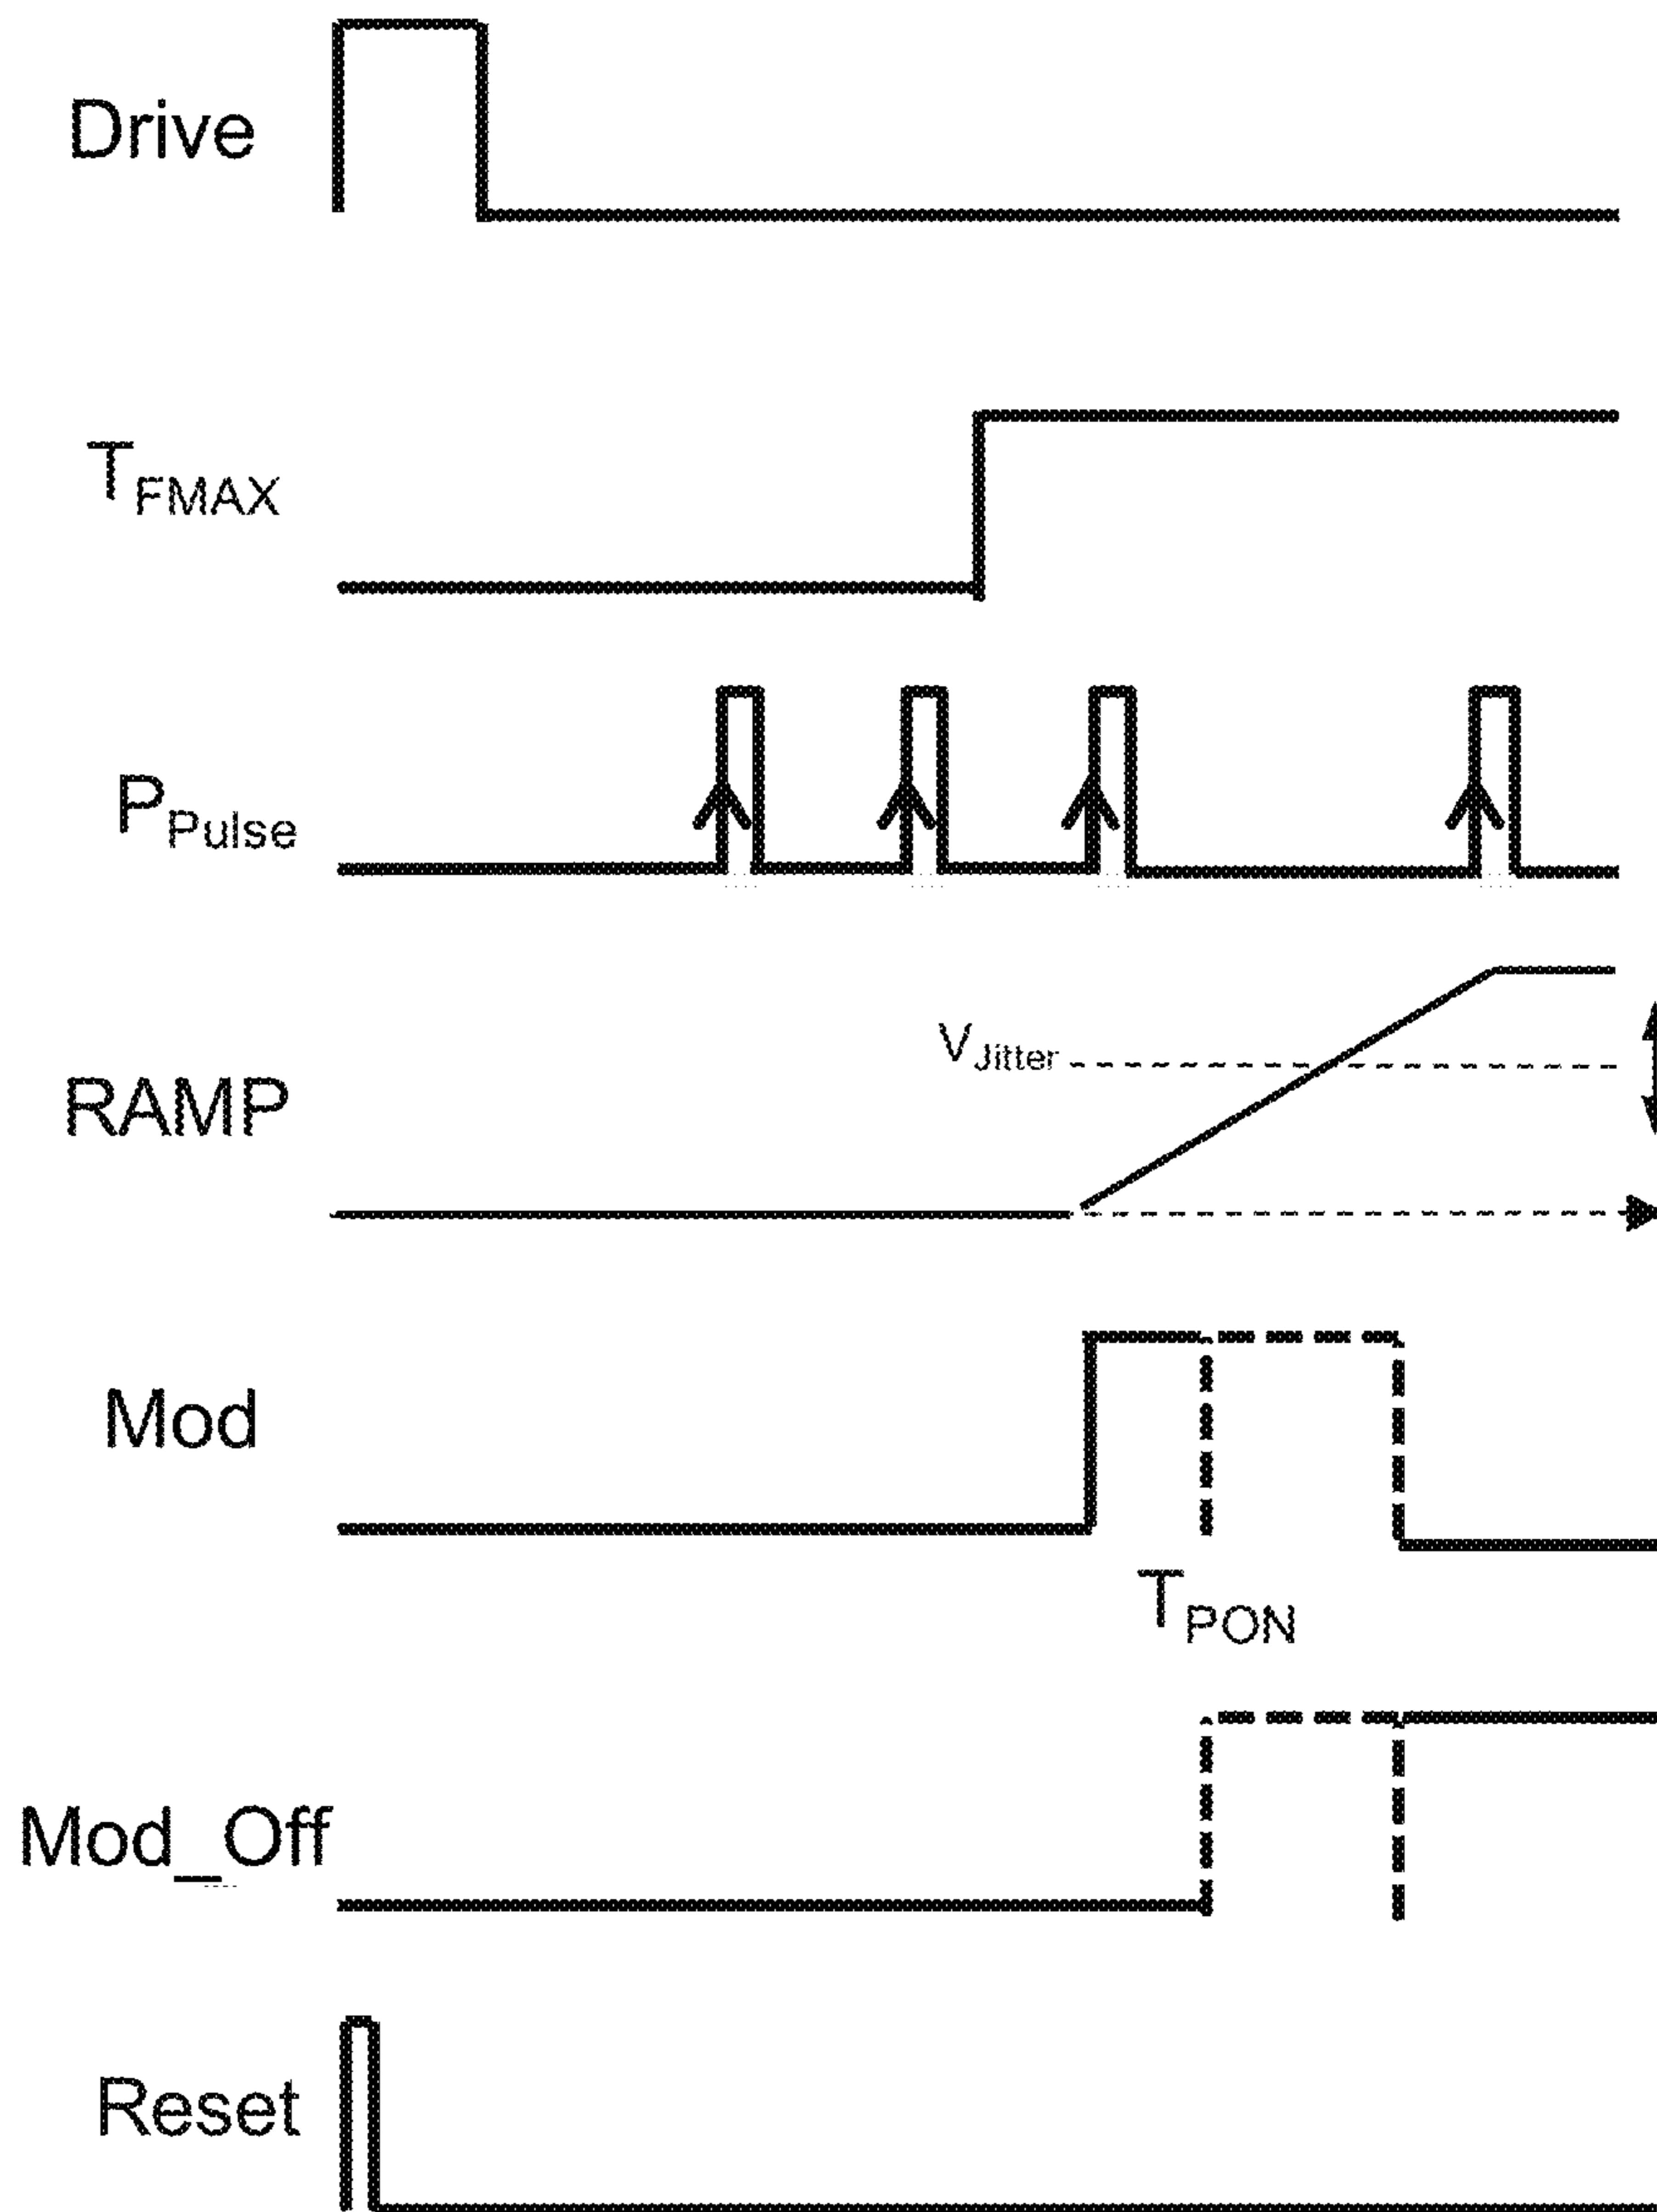 Drive
TFMAX
PPulse
VJitter
RAMP
Mod
TPON
Mod_Off
Reset